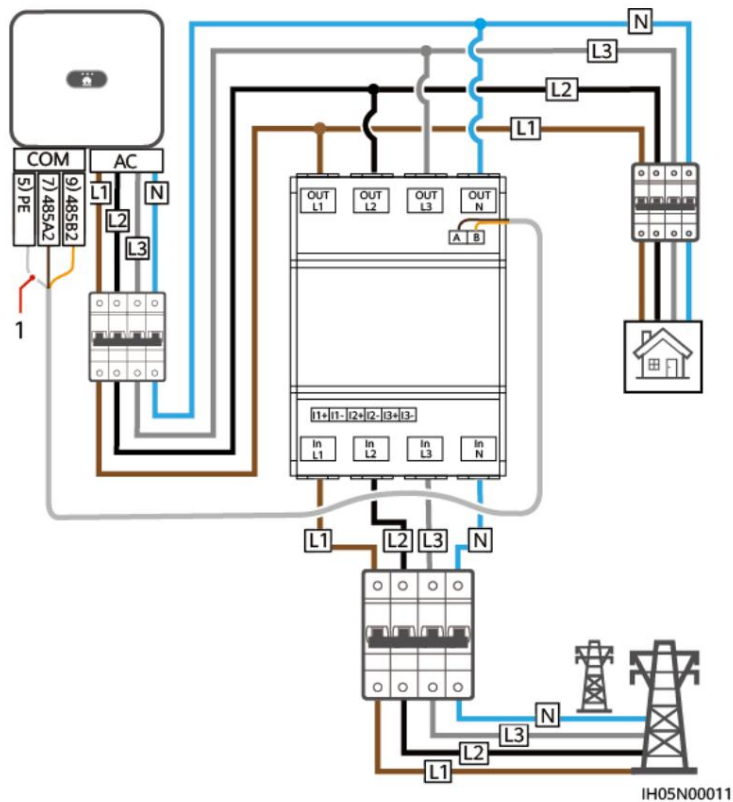 N
L3
L2
L1
COM
AC
5) PE
7) 485A2
9) 485B2
L1
L2
L3
N
1
OUT
L1
OUT
L2
OUT
L3
OUT
N
A B
I1+ I1- I2+ I2- I3+ I3-
In
L1
In
L2
In
L3
In
N
L1
L2
L3
N
N
L3
L2
L1
IH05N00011